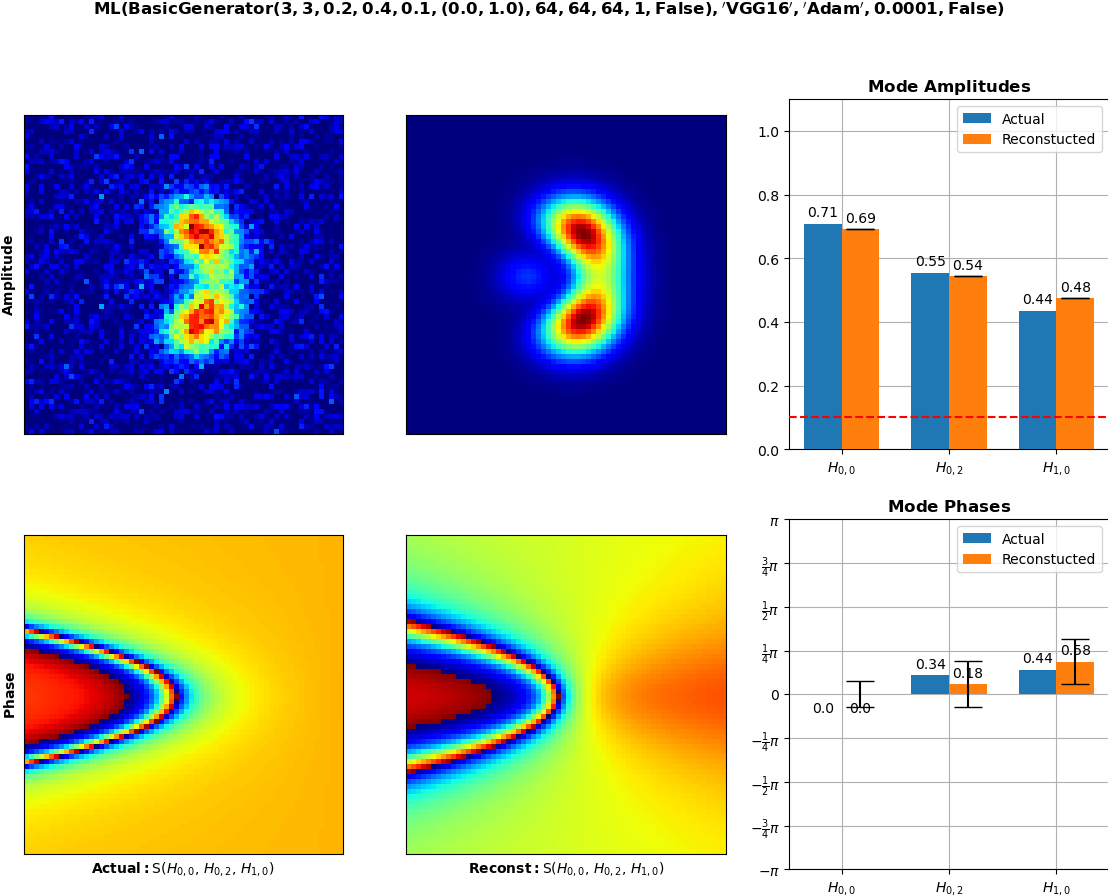 ML(BasicGenerator(3, 3, 0.2, 0.4, 0.1, (0.0, 1.0), 64, 64, 64, 1, False), ′VGG16′, ′Adam′, 0.0001, False)
Amplitude
Mode Amplitudes
Actual
Reconstucted
1.0
0.8
0.6
0.4
0.2
0.0
0.71
0.69
0.55
0.54
0.44
0.48
H0,0
H0,2
H1,0
Phase
Actual: S(H0,0, H0,2, H1,0)
Reconst: S(H0,0, H0,2, H1,0)
Mode Phases
Actual
Reconstucted
π
3/4π
1/2π
1/4π
0
−1/4π
−1/2π
−3/4π
−π
0.0
0.0
0.34
0.18
0.44
0.58
H0,0
H0,2
H1,0